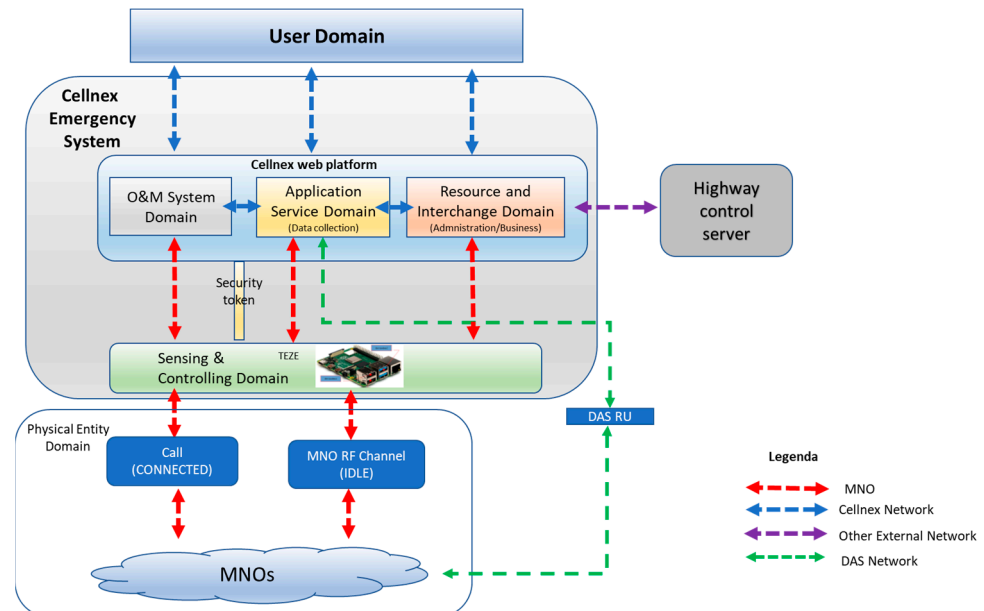 User Domain
Cellnex
Emergency
System
Cellnex web platform
O&M System
Domain
Application
Service Domain
(Data collection)
Resource and
Interchange Domain
(Admnistration/Business)
Highway
control
server
Security
token
Sensing &
Controlling Domain
TEZE
Physical Entity
Domain
Call
(CONNECTED)
MNO RF Channel
(IDLE)
DAS RU
MNOs
Legenda
MNO
Cellnex Network
Other External Network
DAS Network